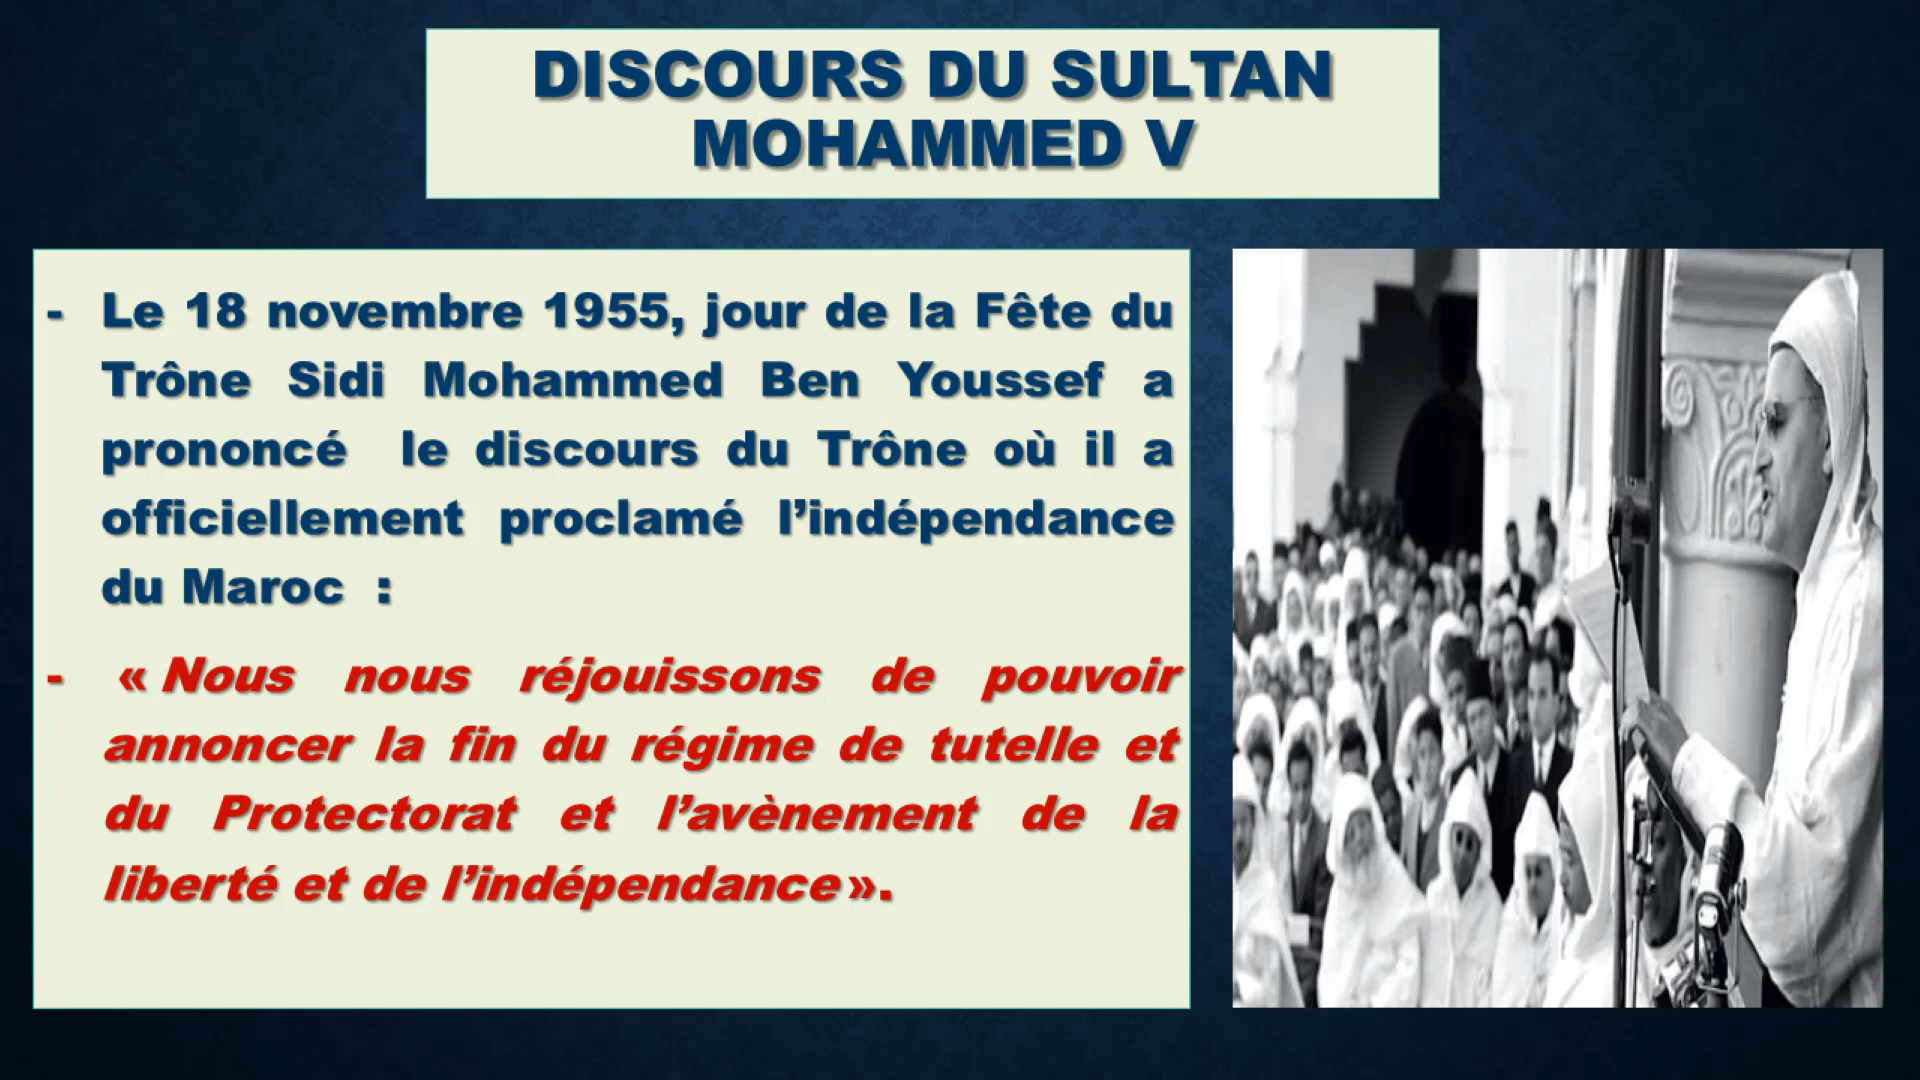 DISCOURS DU SULTAN
MOHAMMED V
- Le 18 novembre 1955, jour de la Fête du
Trône Sidi Mohammed Ben Youssef a
prononcé le discours du Trône où il a
officiellement proclamé l’indépendance
du Maroc :
- « Nous nous réjouissons de pouvoir
annoncer la fin du régime de tutelle et
du Protectorat et l’avènement de la
liberté et de l’indépendance ».